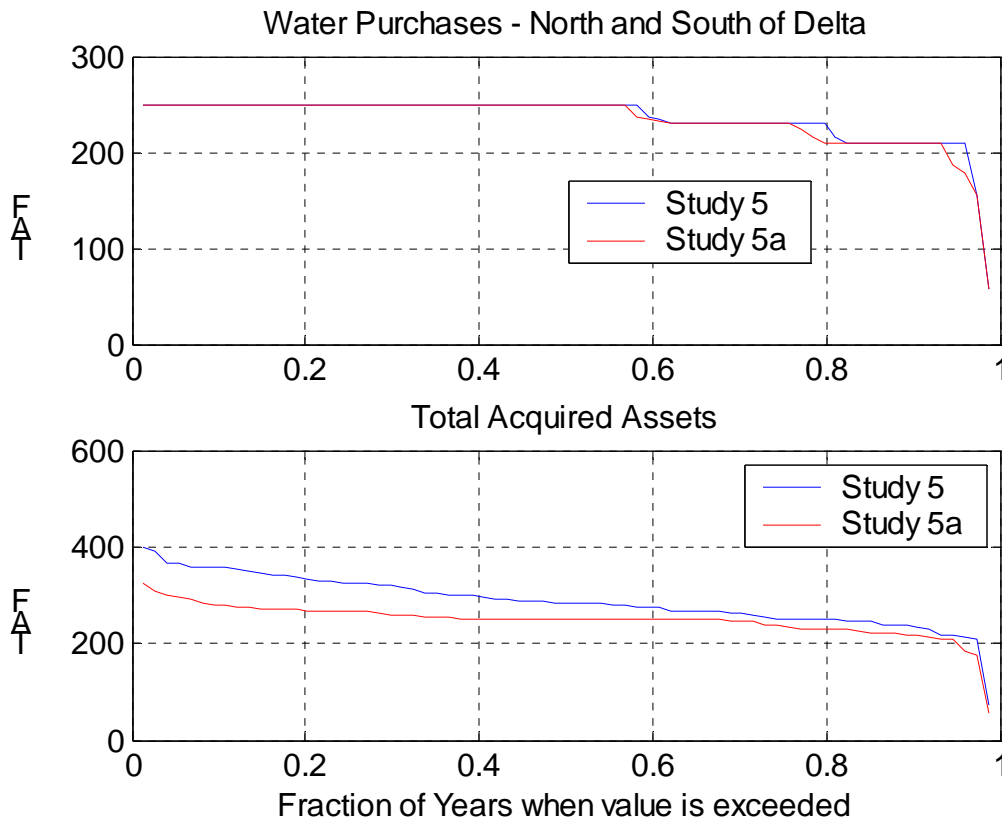 Water Purchases - North and South of Delta
300
200
100
0
TAF
Study 5
Study 5a
0 0.2 0.4 0.6 0.8 1
Total Acquired Assets
600
400
200
0
TAF
Study 5
Study 5a
0 0.2 0.4 0.6 0.8 1
Fraction of Years when value is exceeded